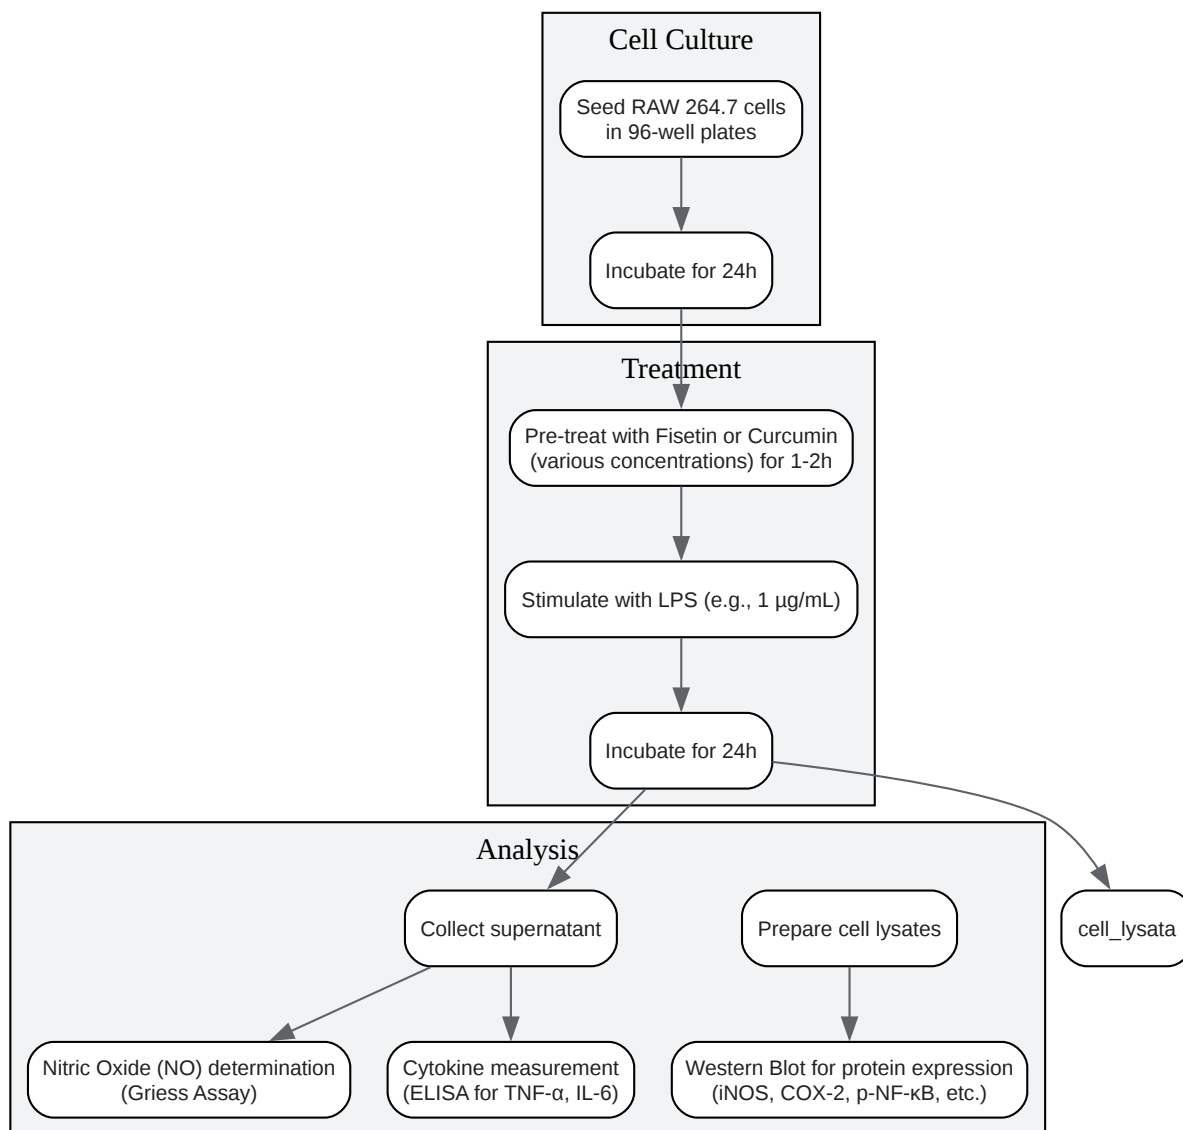 Cell Culture
Seed RAW 264.7 cells
in 96-well plates
Incubate for 24h
Treatment
Pre-treat with Fisetin or Curcumin
(various concentrations) for 1-2h
Stimulate with LPS (e.g., 1 µg/mL)
Incubate for 24h
Analysis
Collect supernatant
Prepare cell lysates
cell_lysata
Nitric Oxide (NO) determination
(Griess Assay)
Cytokine measurement
(ELISA for TNF-α, IL-6)
Western Blot for protein expression
(iNOS, COX-2, p-NF-κB, etc.)